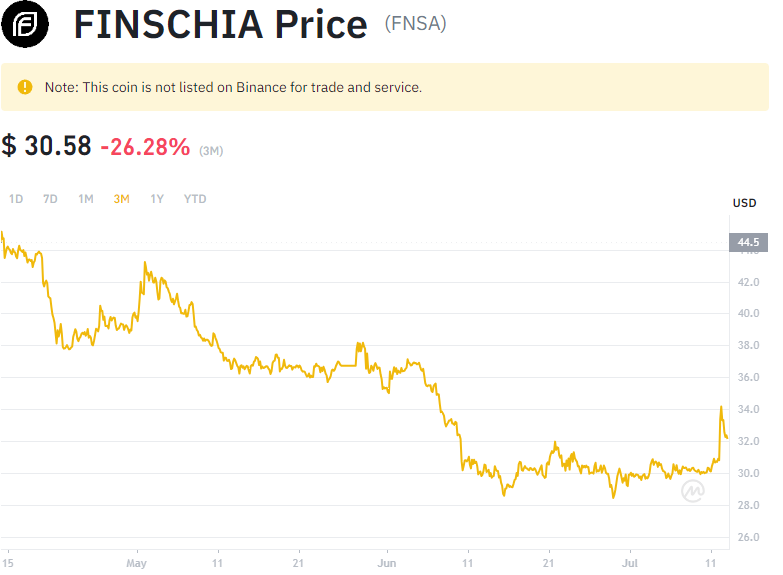 FINSCHIA Price (FNSA)
Note: This coin is not listed on Binance for trade and service.
$ 30.58 -26.28% (3M)
1D 7D 1M 3M 1Y YTD
USD
44.5
42.0
40.0
38.0
36.0
34.0
32.0
30.0
28.0
26.0
15 May 11 21 Jun 11 21 Jul 11